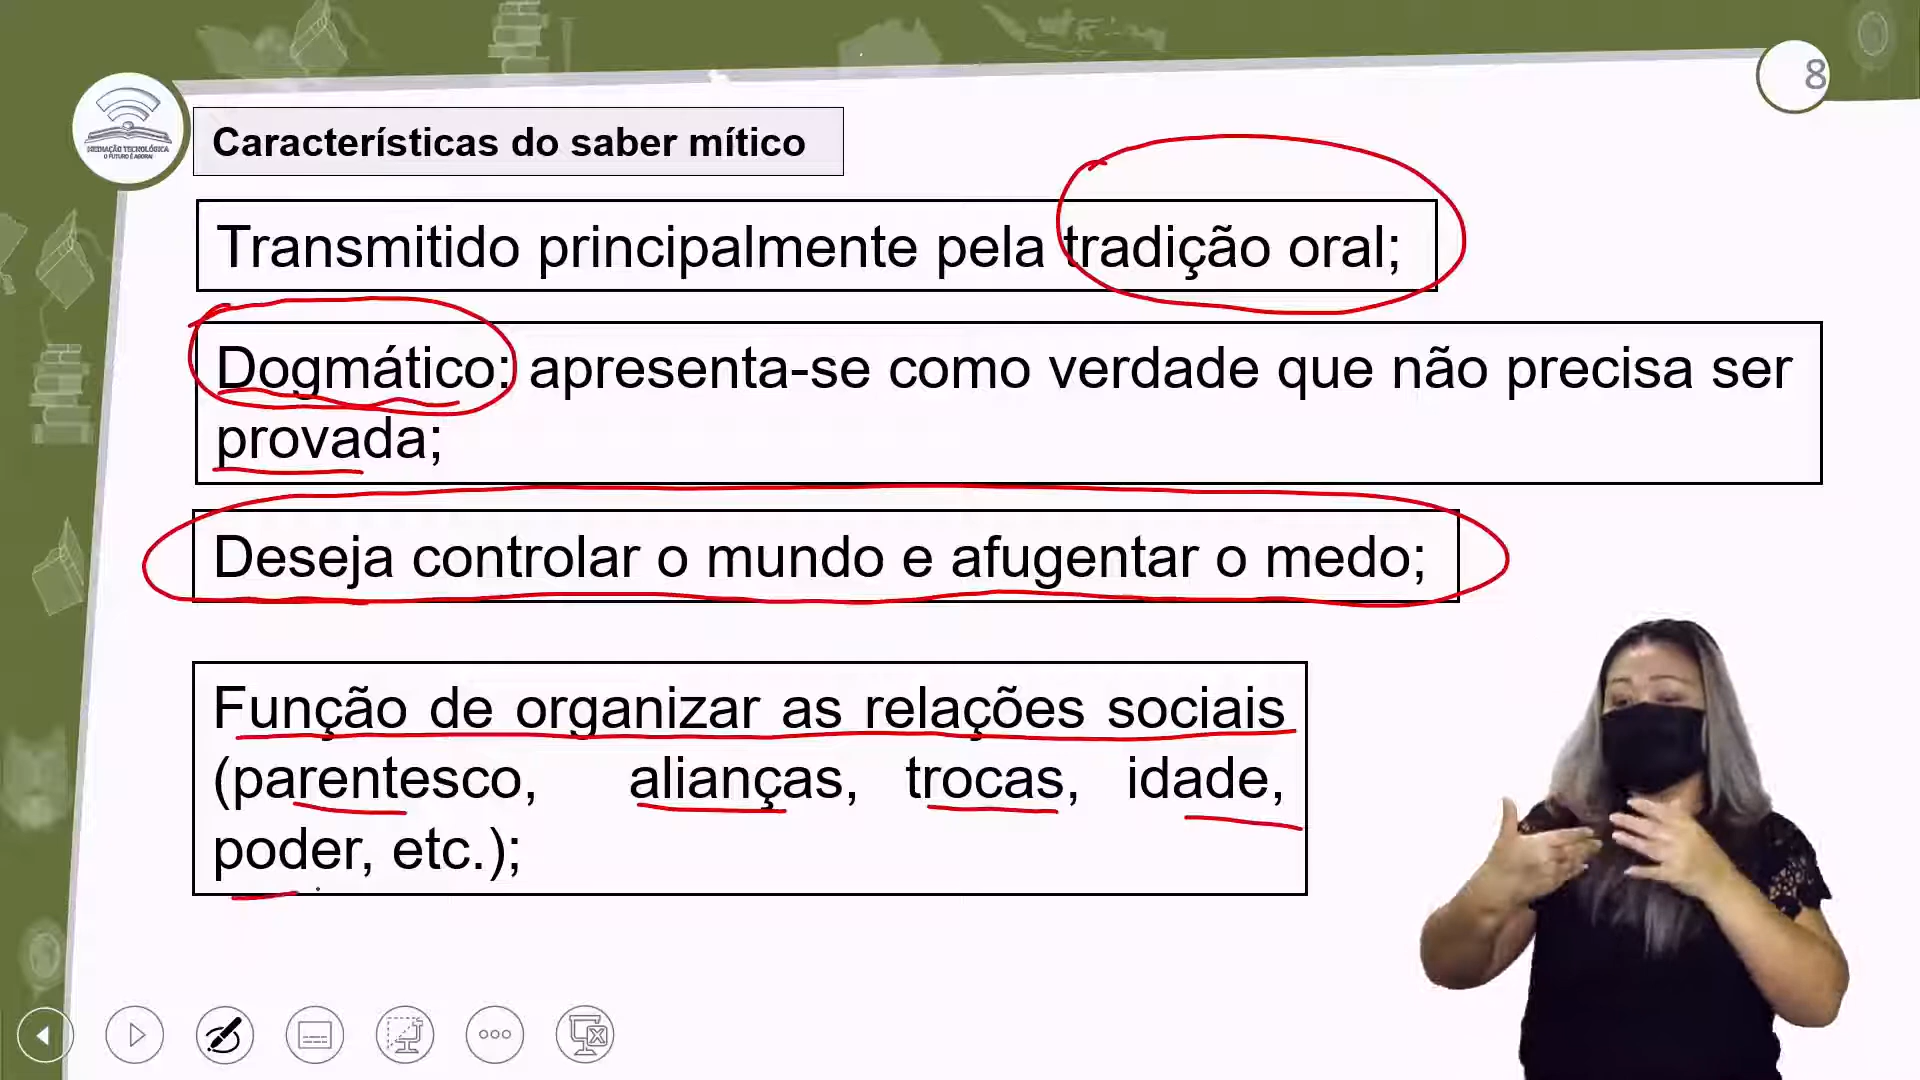 8
MEDIAÇÃO TECNOLÓGICA
O FUTURO É AGORA!
Características do saber mítico
Transmitido principalmente pela tradição oral;
Dogmático: apresenta-se como verdade que não precisa ser
provada;
Deseja controlar o mundo e afugentar o medo;
Função de organizar as relações sociais
(parentesco, alianças, trocas, idade,
poder, etc.);